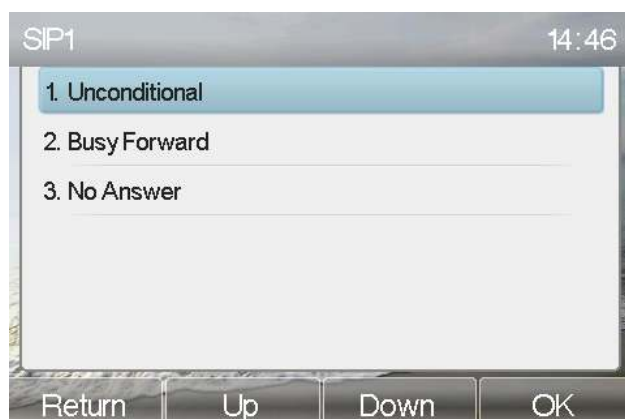 SIP1 14:46
1. Unconditional
2. Busy Forward
3. No Answer
Return Up Down OK